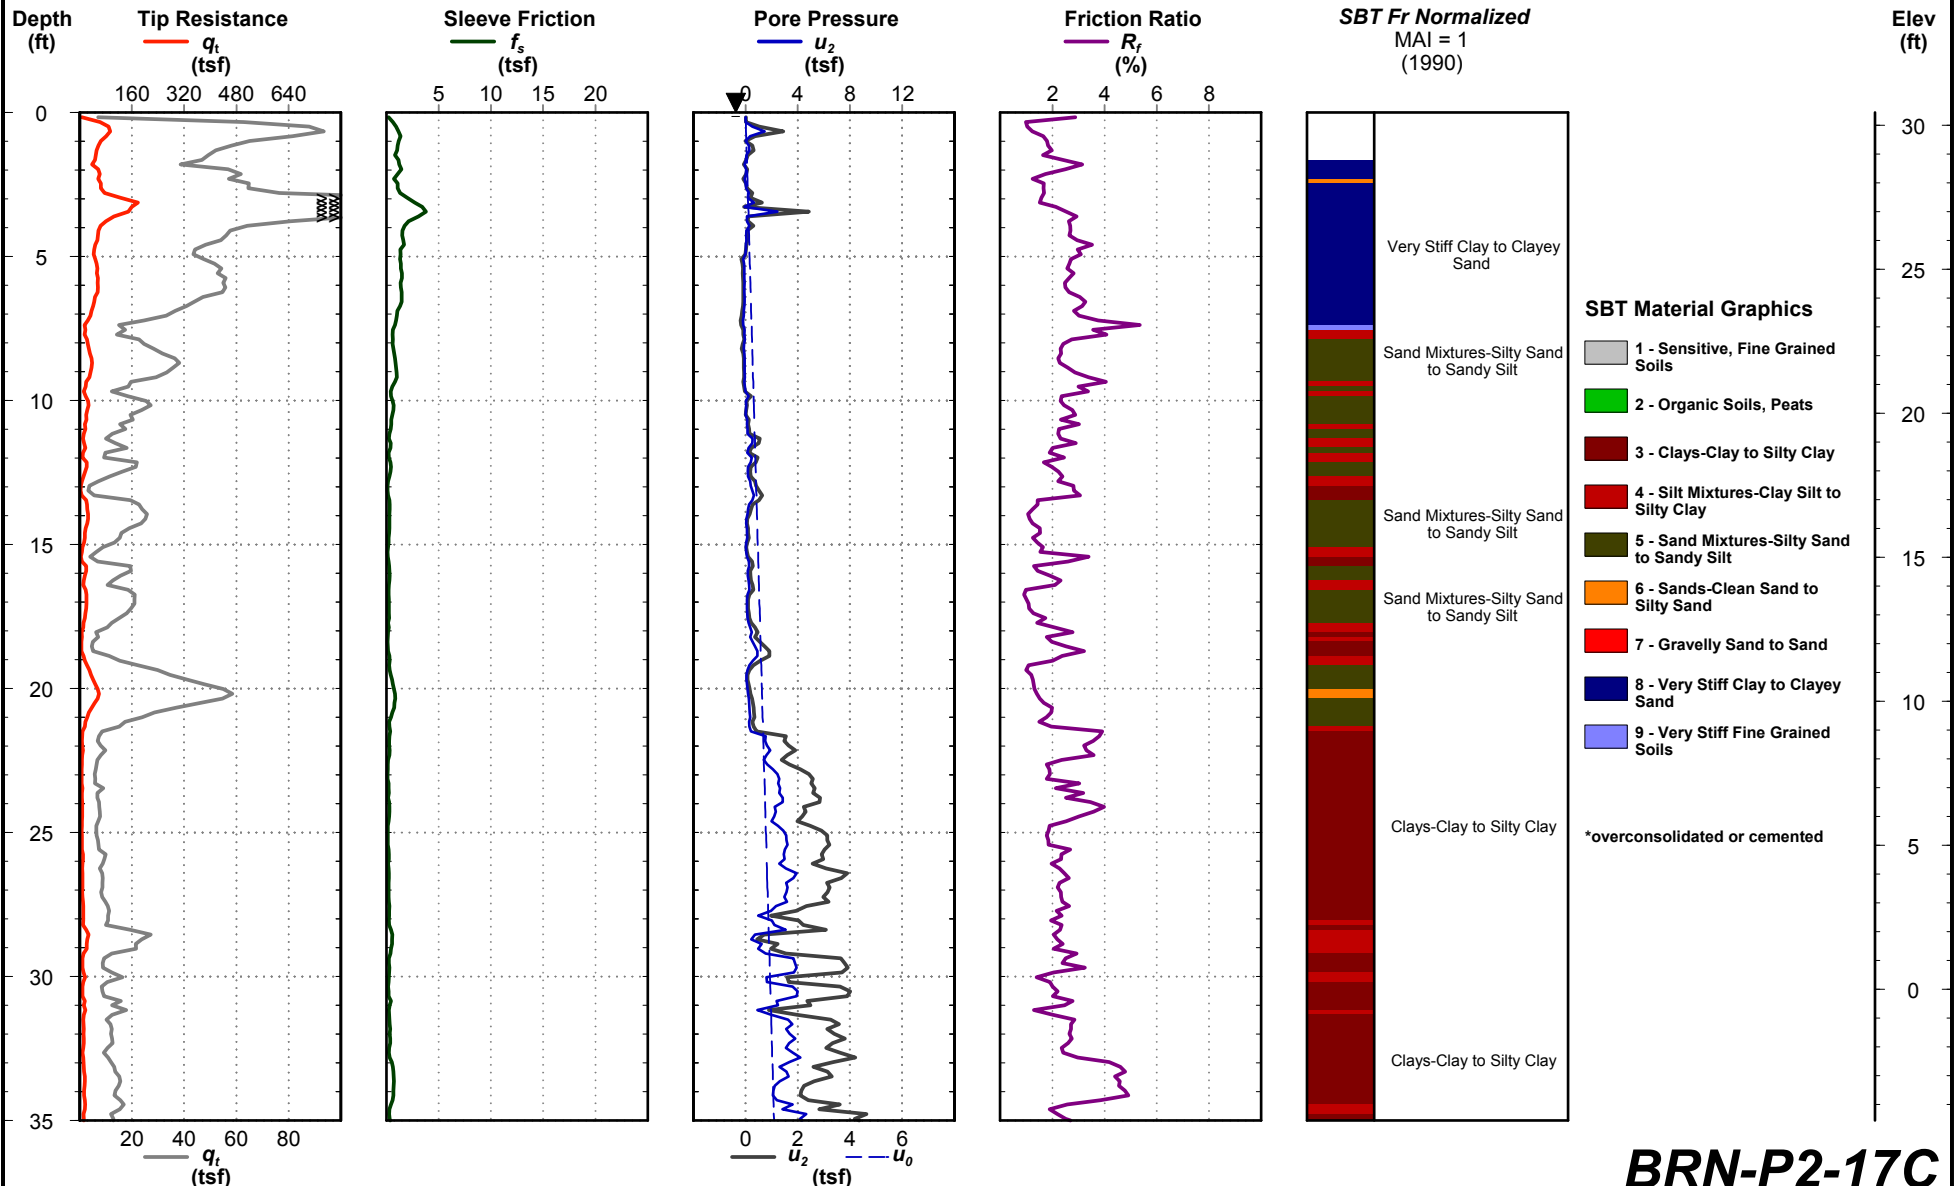 Depth
(ft)
Tip Resistance
qt
(tsf)
160 320 480 640
Sleeve Friction
fs
(tsf)
5 10 15 20
Pore Pressure
u2
(tsf)
0 4 8 12
Friction Ratio
Rf
(%)
2 4 6 8
SBT Fr Normalized
MAI = 1
(1990)
Elev
(ft)
0
5
10
15
20
25
30
35
Very Stiff Clay to Clayey
Sand
Sand Mixtures-Silty Sand
to Sandy Silt
Sand Mixtures-Silty Sand
to Sandy Silt
Sand Mixtures-Silty Sand
to Sandy Silt
Clays-Clay to Silty Clay
Clays-Clay to Silty Clay
SBT Material Graphics
1 - Sensitive, Fine Grained
Soils
2 - Organic Soils, Peats
3 - Clays-Clay to Silty Clay
4 - Silt Mixtures-Clay Silt to
Silty Clay
5 - Sand Mixtures-Silty Sand
to Sandy Silt
6 - Sands-Clean Sand to
Silty Sand
7 - Gravelly Sand to Sand
8 - Very Stiff Clay to Clayey
Sand
9 - Very Stiff Fine Grained
Soils
*overconsolidated or cemented
30
25
20
15
10
5
0
20 40 60 80
qt
(tsf)
0 2 4 6
u2 u0
(tsf)
BRN-P2-17C